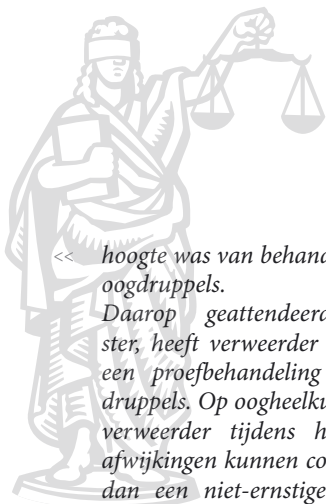 << hoogte was van behand
oogdruppels.
Daarop geattendeerd
ster, heeft verweerder
een proefbehandeling
druppels. Op oogheelku
verweerder tijdens h
afwijkingen kunnen co
dan een niet-ernstige